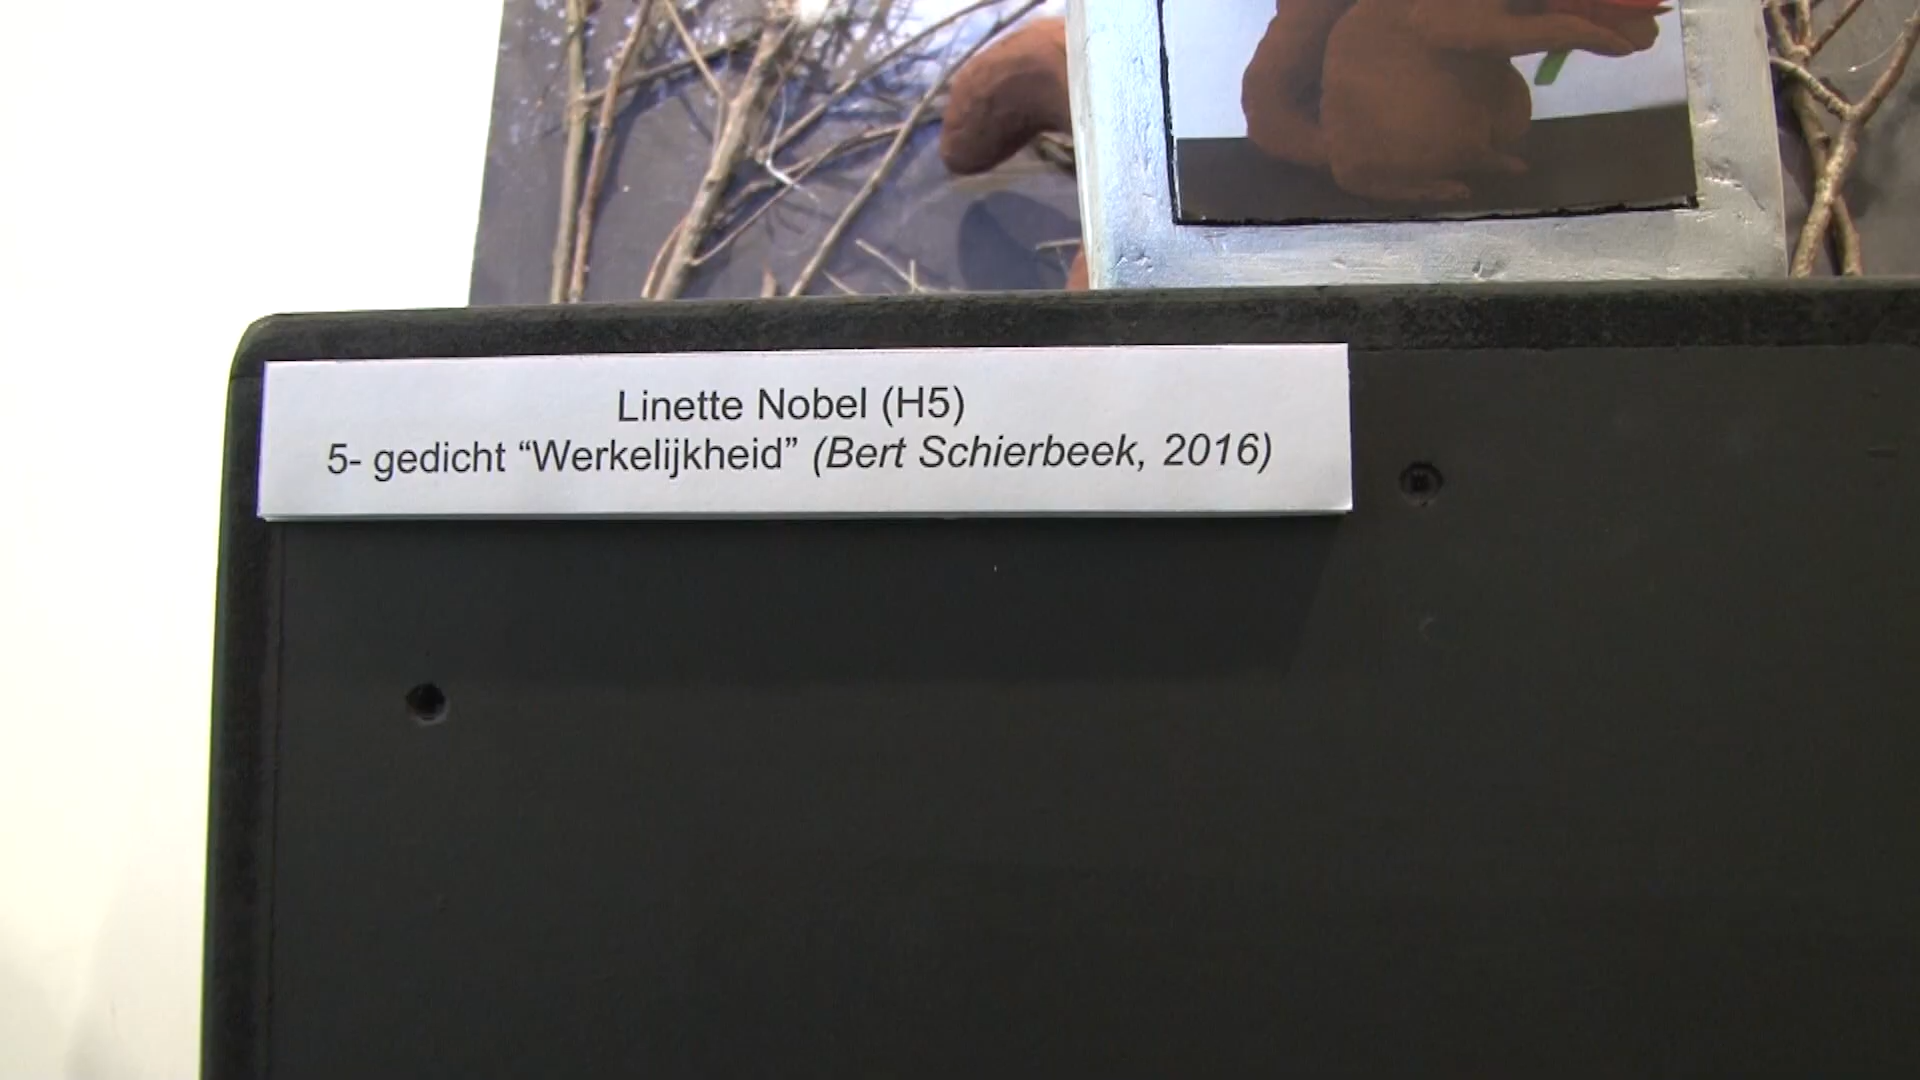 Linette Nobel (H5)
5- gedicht “Werkelijkheid” (Bert Schierbeek, 2016)